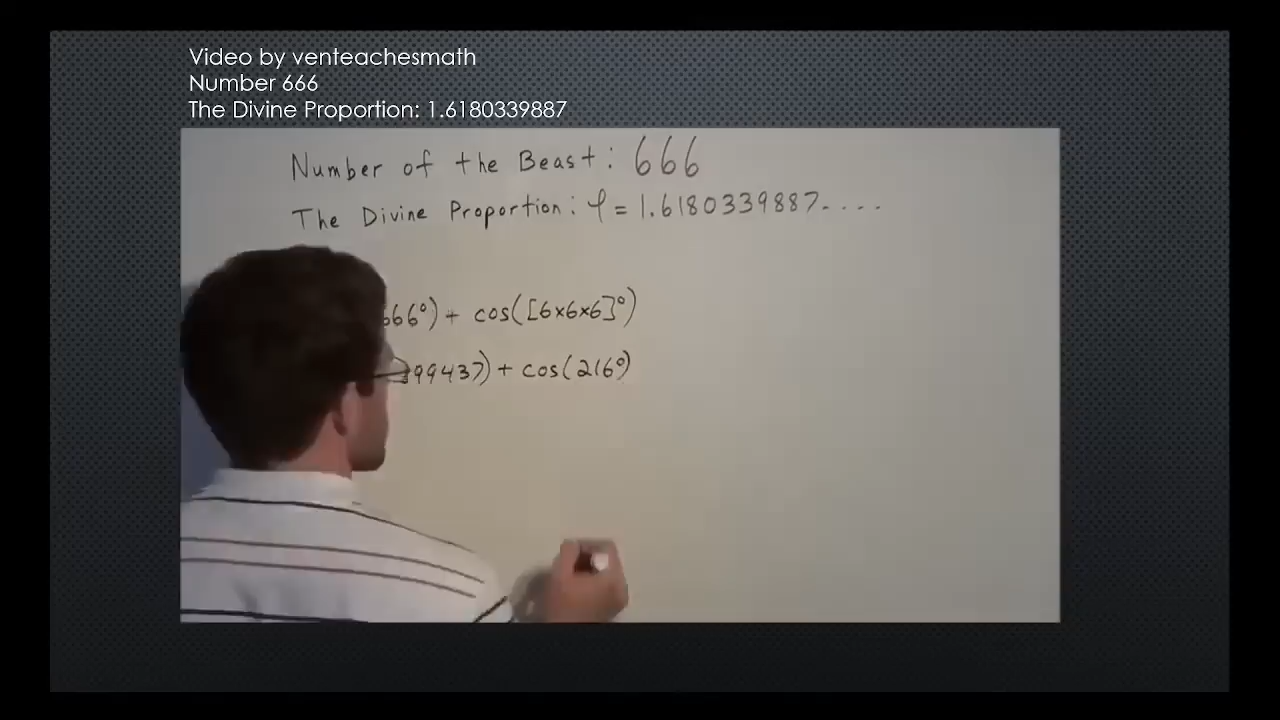 Video by venteachesmath
Number 666
The Divine Proportion: 1.6180339887
Number of the Beast: 666
The Divine Proportion: φ = 1.6180339887....
666°) + cos([6×6×6]°)
99437) + cos(216°)